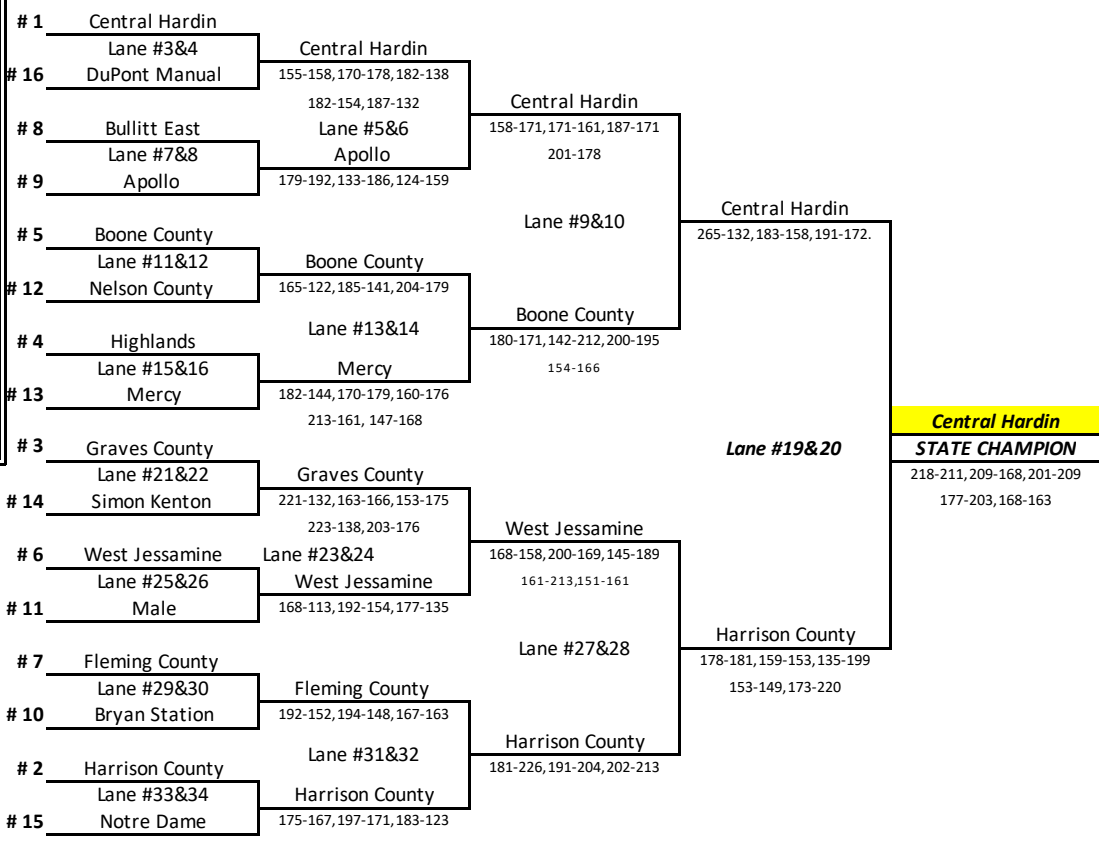 # 1 Central Hardin
Lane #3&4 Central Hardin
# 16 DuPont Manual 155-158,170-178,182-138
182-154,187-132 Central Hardin
# 8 Bullitt East Lane #5&6 158-171,171-161,187-171
Lane #7&8 Apollo 201-178
# 9 Apollo 179-192,133-186,124-159
Central Hardin
Lane #9&10
# 5 Boone County 265-132,183-158,191-172.
Lane #11&12 Boone County
# 12 Nelson County 165-122,185-141,204-179
Boone County
Lane #13&14
# 4 Highlands 180-171,142-212,200-195
Lane #15&16 Mercy 154-166
# 13 Mercy 182-144,170-179,160-176
213-161, 147-168 Central Hardin
# 3 Graves County Lane #19&20 STATE CHAMPION
Lane #21&22 Graves County 218-211,209-168,201-209
# 14 Simon Kenton 221-132,163-166,153-175 177-203,168-163
223-138,203-176 West Jessamine
# 6 West Jessamine Lane #23&24 168-158,200-169,145-189
Lane #25&26 West Jessamine 161-213,151-161
# 11 Male 168-113,192-154,177-135
Harrison County
Lane #27&28
# 7 Fleming County 178-181,159-153,135-199
Lane #29&30 Fleming County 153-149,173-220
# 10 Bryan Station 192-152,194-148,167-163
Harrison County
Lane #31&32
# 2 Harrison County 181-226,191-204,202-213
Lane #33&34 Harrison County
# 15 Notre Dame 175-167,197-171,183-123